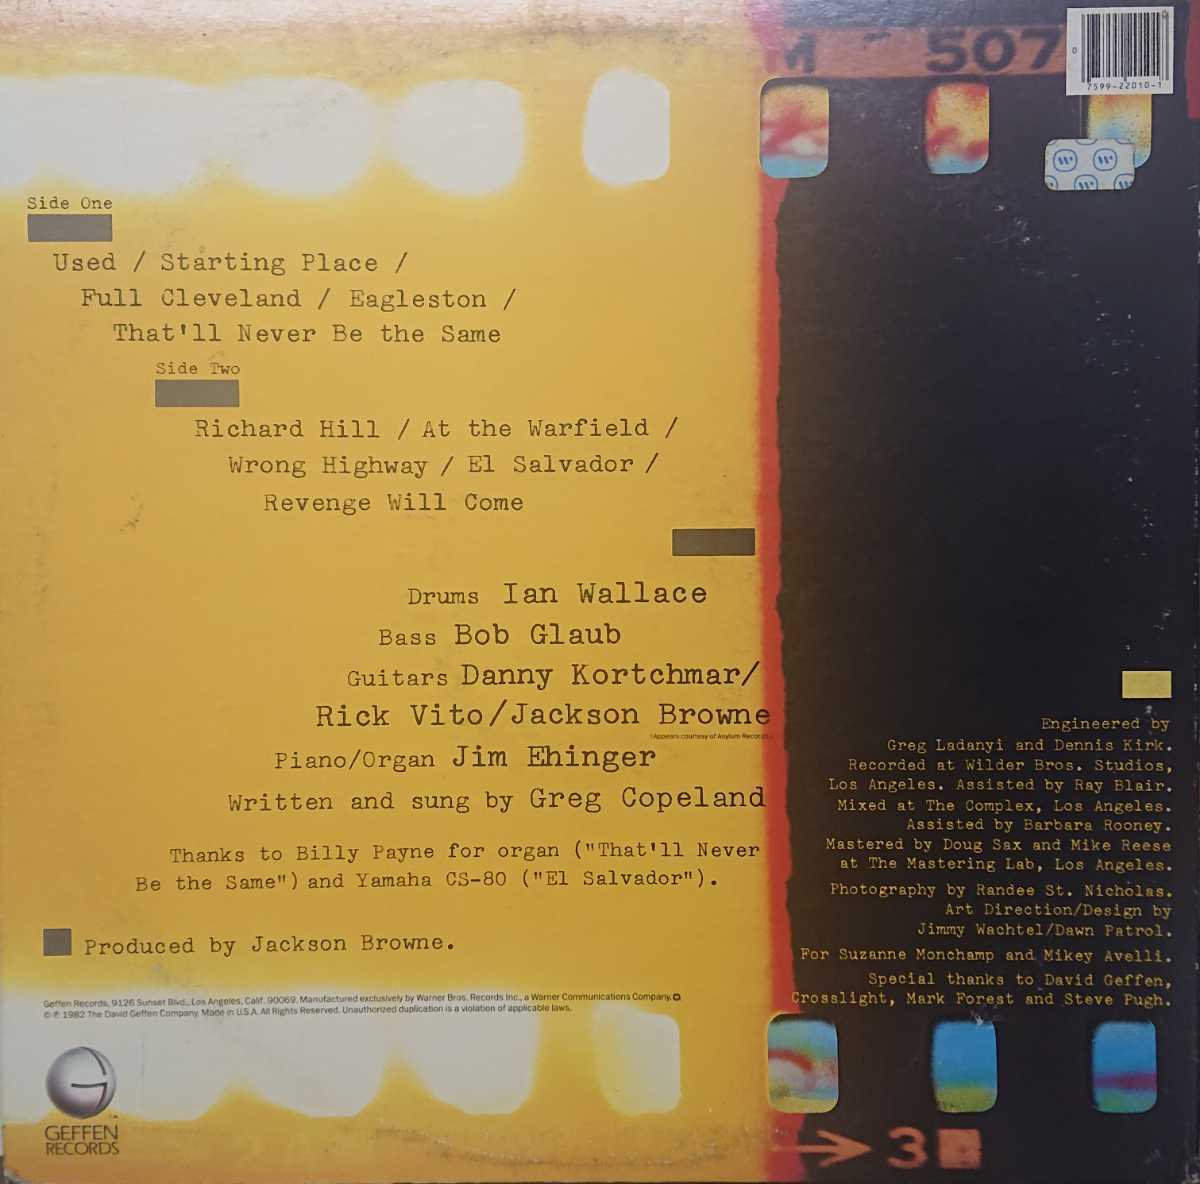 M 507
0
7599-22010-1
Side One
Used / Starting Place /
Full Cleveland / Eagleston /
That'll Never Be the Same
Side Two
Richard Hill / At the Warfield /
Wrong Highway / El Salvador /
Revenge Will Come
Drums Ian Wallace
Bass Bob Glaub
Guitars Danny Kortchmar/
Rick Vito/Jackson Browne
(Appears courtesy of Asylum Records.)
Piano/Organ Jim Ehinger
Written and sung by Greg Copeland
Thanks to Billy Payne for organ ("That'll Never
Be the Same") and Yamaha CS-80 ("El Salvador").
Produced by Jackson Browne.
Engineered by
Greg Ladanyi and Dennis Kirk.
Recorded at Wilder Bros. Studios,
Los Angeles. Assisted by Ray Blair.
Mixed at The Complex, Los Angeles.
Assisted by Barbara Rooney.
Mastered by Doug Sax and Mike Reese
at The Mastering Lab, Los Angeles.
Photography by Randee St. Nicholas.
Art Direction/Design by
Jimmy Wachtel/Dawn Patrol.
For Suzanne Monchamp and Mikey Avelli.
Special thanks to David Geffen,
Crosslight, Mark Forest and Steve Pugh.
Geffen Records, 9126 Sunset Blvd., Los Angeles, Calif. 90069. Manufactured exclusively by Warner Bros. Records Inc., a Warner Communications Company.
© ℗ 1982 The David Geffen Company. Made in U.S.A. All Rights Reserved. Unauthorized duplication is a violation of applicable laws.
G
™
GEFFEN
RECORDS
→ 3